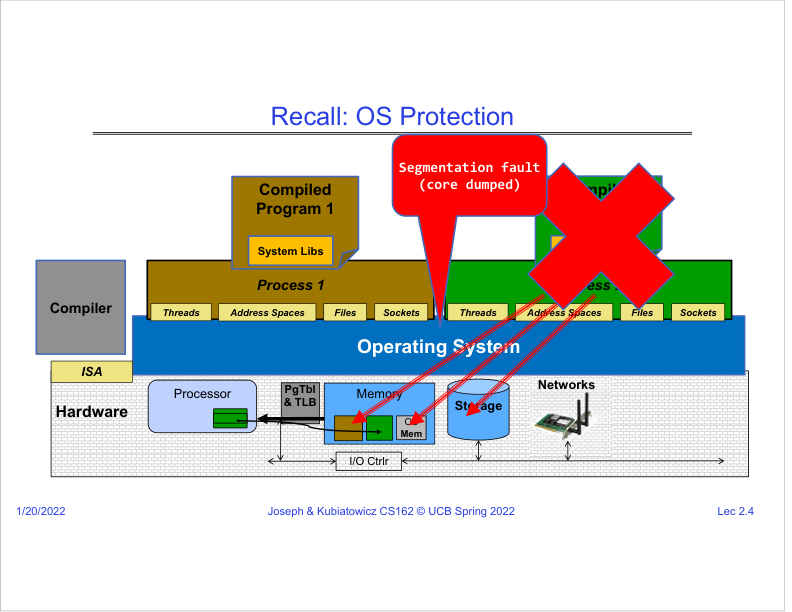 Recall: OS Protection
Segmentation fault
(core dumped)
Compiled
Program 1
System Libs
Process 1
Threads
Address Spaces
Files
Sockets
Threads
Address Spaces
Files
Sockets
Compiler
Operating System
ISA
Hardware
Processor
PgTbl
& TLB
Memory
Mem
Storage
Networks
I/O Ctrlr
1/20/2022
Joseph & Kubiatowicz CS162 © UCB Spring 2022
Lec 2.4